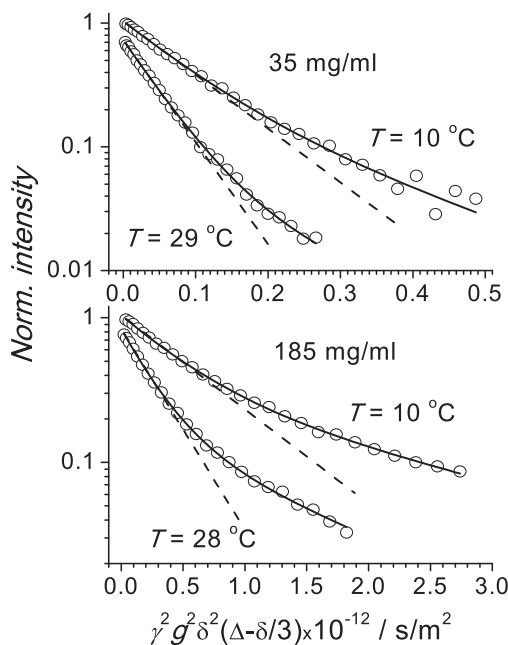 1
0.1
0.01
Norm. intensity
35 mg/ml
T = 10 °C
T = 29 °C
0.0 0.1 0.2 0.3 0.4 0.5
1
0.1
185 mg/ml
T = 10 °C
T = 28 °C
0.0 0.5 1.0 1.5 2.0 2.5 3.0
γ²g²δ²(Δ-δ/3)x10⁻¹² / s/m²